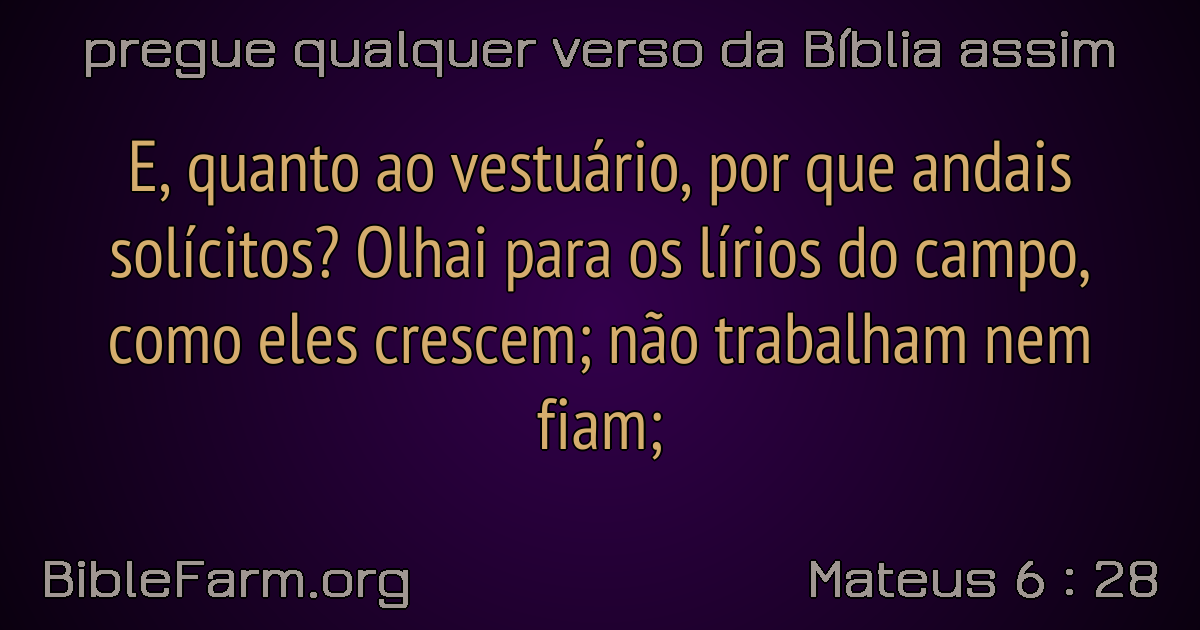 pregue qualquer verso da Bíblia assim
E, quanto ao vestuário, por que andais
solícitos? Olhai para os lírios do campo,
como eles crescem; não trabalham nem
fiam;
BibleFarm.org
Mateus 6 : 28